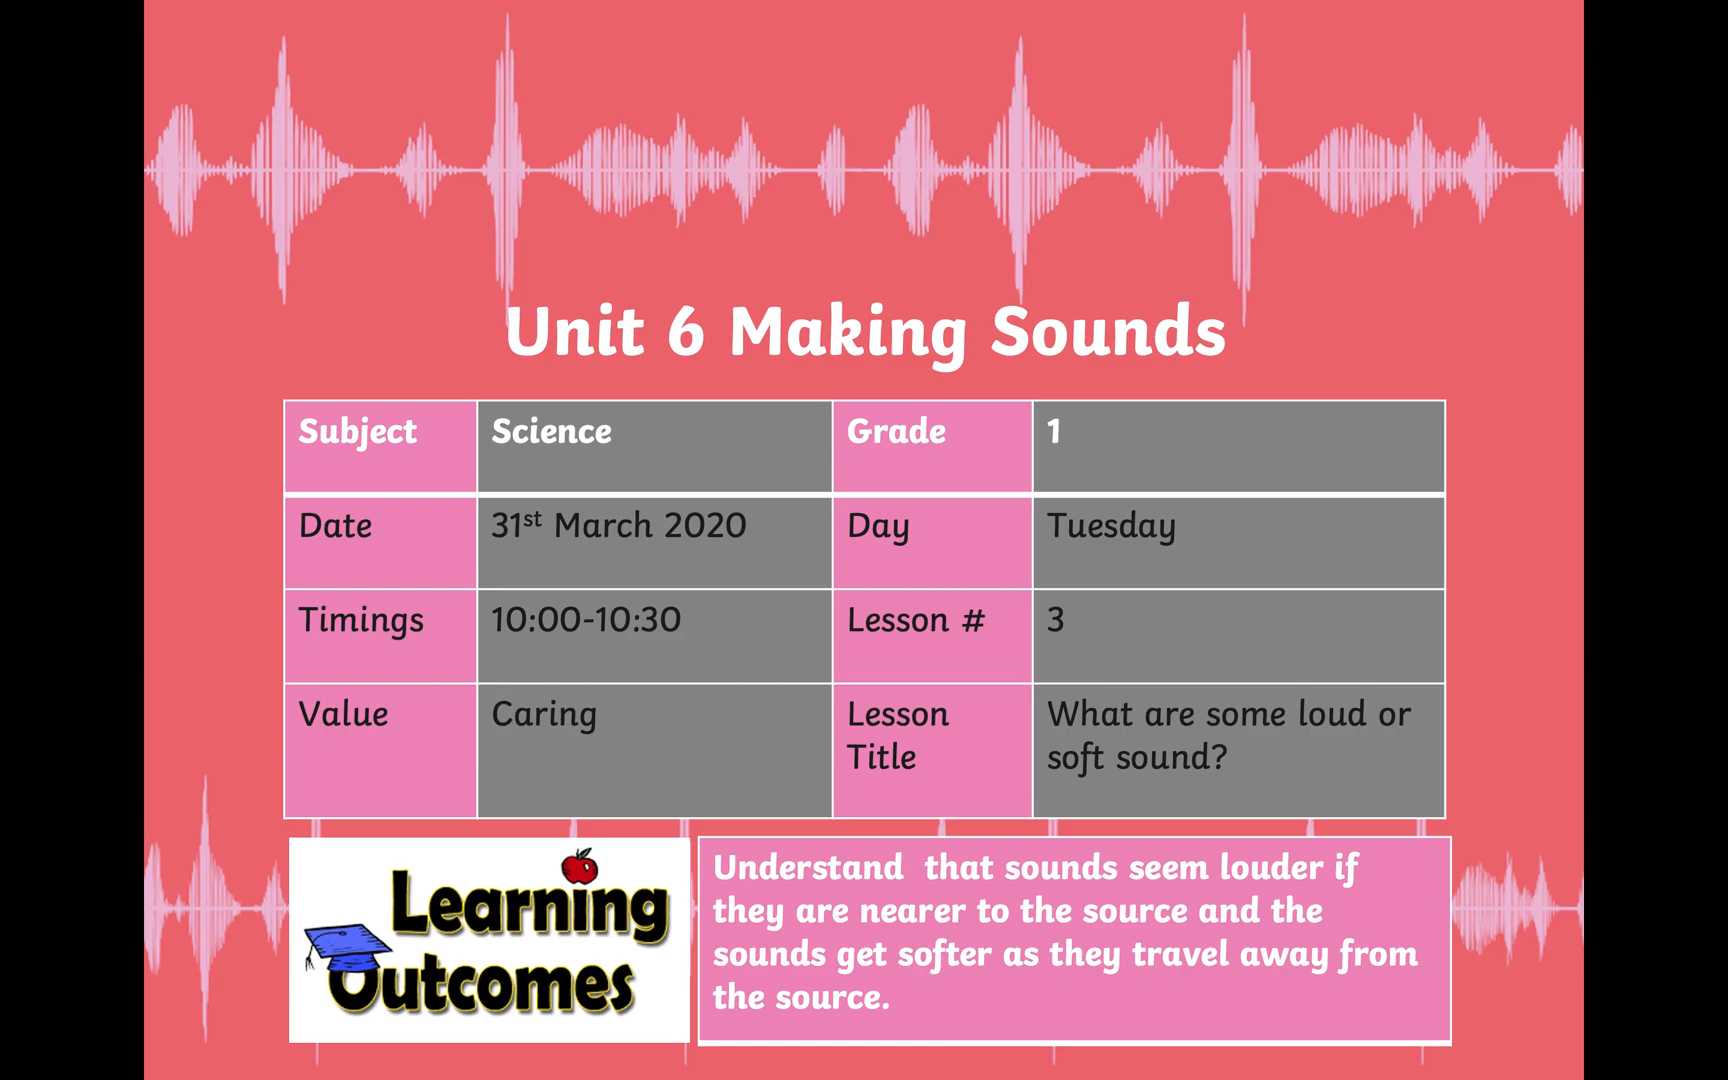 Unit 6 Making Sounds
Subject Science Grade 1
Date 31st March 2020 Day Tuesday
Timings 10:00-10:30 Lesson # 3
Value Caring Lesson Title What are some loud or soft sound?
Learning
Outcomes
Understand that sounds seem louder if
they are nearer to the source and the
sounds get softer as they travel away from
the source.